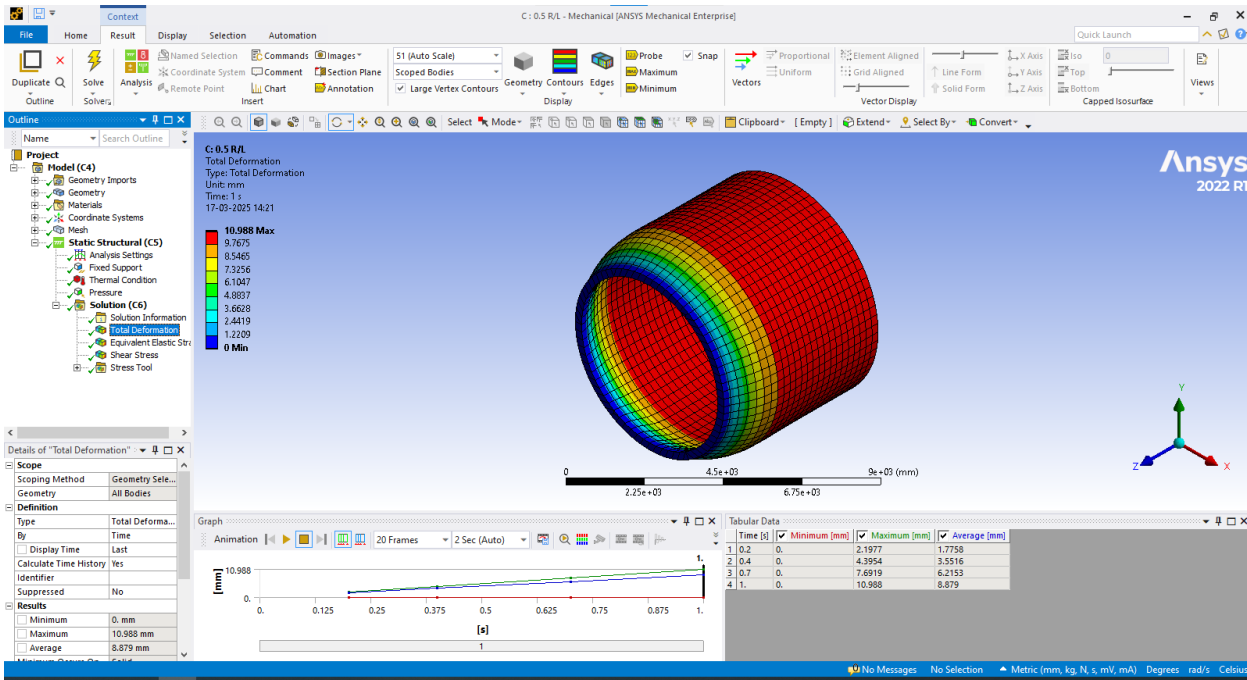 Context
C : 0.5 R/L - Mechanical [ANSYS Mechanical Enterprise]
File Home Result Display Selection Automation
Quick Launch
Duplicate Q
Outline
Solve
Solvers
Analysis
Named Selection
Coordinate System
Remote Point
Commands
Comment
Chart
Images
Section Plane
Annotation
Insert
51 (Auto Scale)
Scoped Bodies
Large Vertex Contours
Geometry Contours Edges
Probe
Maximum
Minimum
Snap
Display
Vectors
Proportional
Uniform
Element Aligned
Grid Aligned
Line Form
Solid Form
X Axis
Y Axis
Z Axis
Vector Display
Iso 0
Top
Bottom
Capped Isosurface
Views
Outline
Name Search Outline
Select Mode Clipboard [ Empty ] Extend Select By Convert
Project
Model (C4)
Geometry Imports
Geometry
Materials
Coordinate Systems
Mesh
Static Structural (C5)
Analysis Settings
Fixed Support
Thermal Condition
Pressure
Solution (C6)
Solution Information
Total Deformation
Equivalent Elastic Stra
Shear Stress
Stress Tool
C: 0.5 R/L
Total Deformation
Type: Total Deformation
Unit: mm
Time: 1 s
17-03-2025 14:21
10.988 Max
9.7675
8.5465
7.3256
6.1047
4.8837
3.6628
2.4419
1.2209
0 Min
Ansys
2022 R1
Y
Z
X
0 4.5e+03 9e+03 (mm)
2.25e+03 6.75e+03
Details of "Total Deformation"
Scope
Scoping Method Geometry Sele...
Geometry All Bodies
Definition
Type Total Deforma...
By Time
Display Time Last
Calculate Time History Yes
Identifier
Suppressed No
Results
Minimum 0. mm
Maximum 10.988 mm
Average 8.879 mm
Minimum Occurs On Solid
Graph
Animation 20 Frames 2 Sec (Auto)
1.
[mm]
10.988
0.
0. 0.125 0.25 0.375 0.5 0.625 0.75 0.875 1.
[s]
1
Tabular Data
Time [s] Minimum [mm] Maximum [mm] Average [mm]
1 0.2 0. 2.1977 1.7758
2 0.4 0. 4.3954 3.5516
3 0.7 0. 7.6919 6.2153
4 1. 0. 10.988 8.879
No Messages No Selection Metric (mm, kg, N, s, mV, mA) Degrees rad/s Celsius